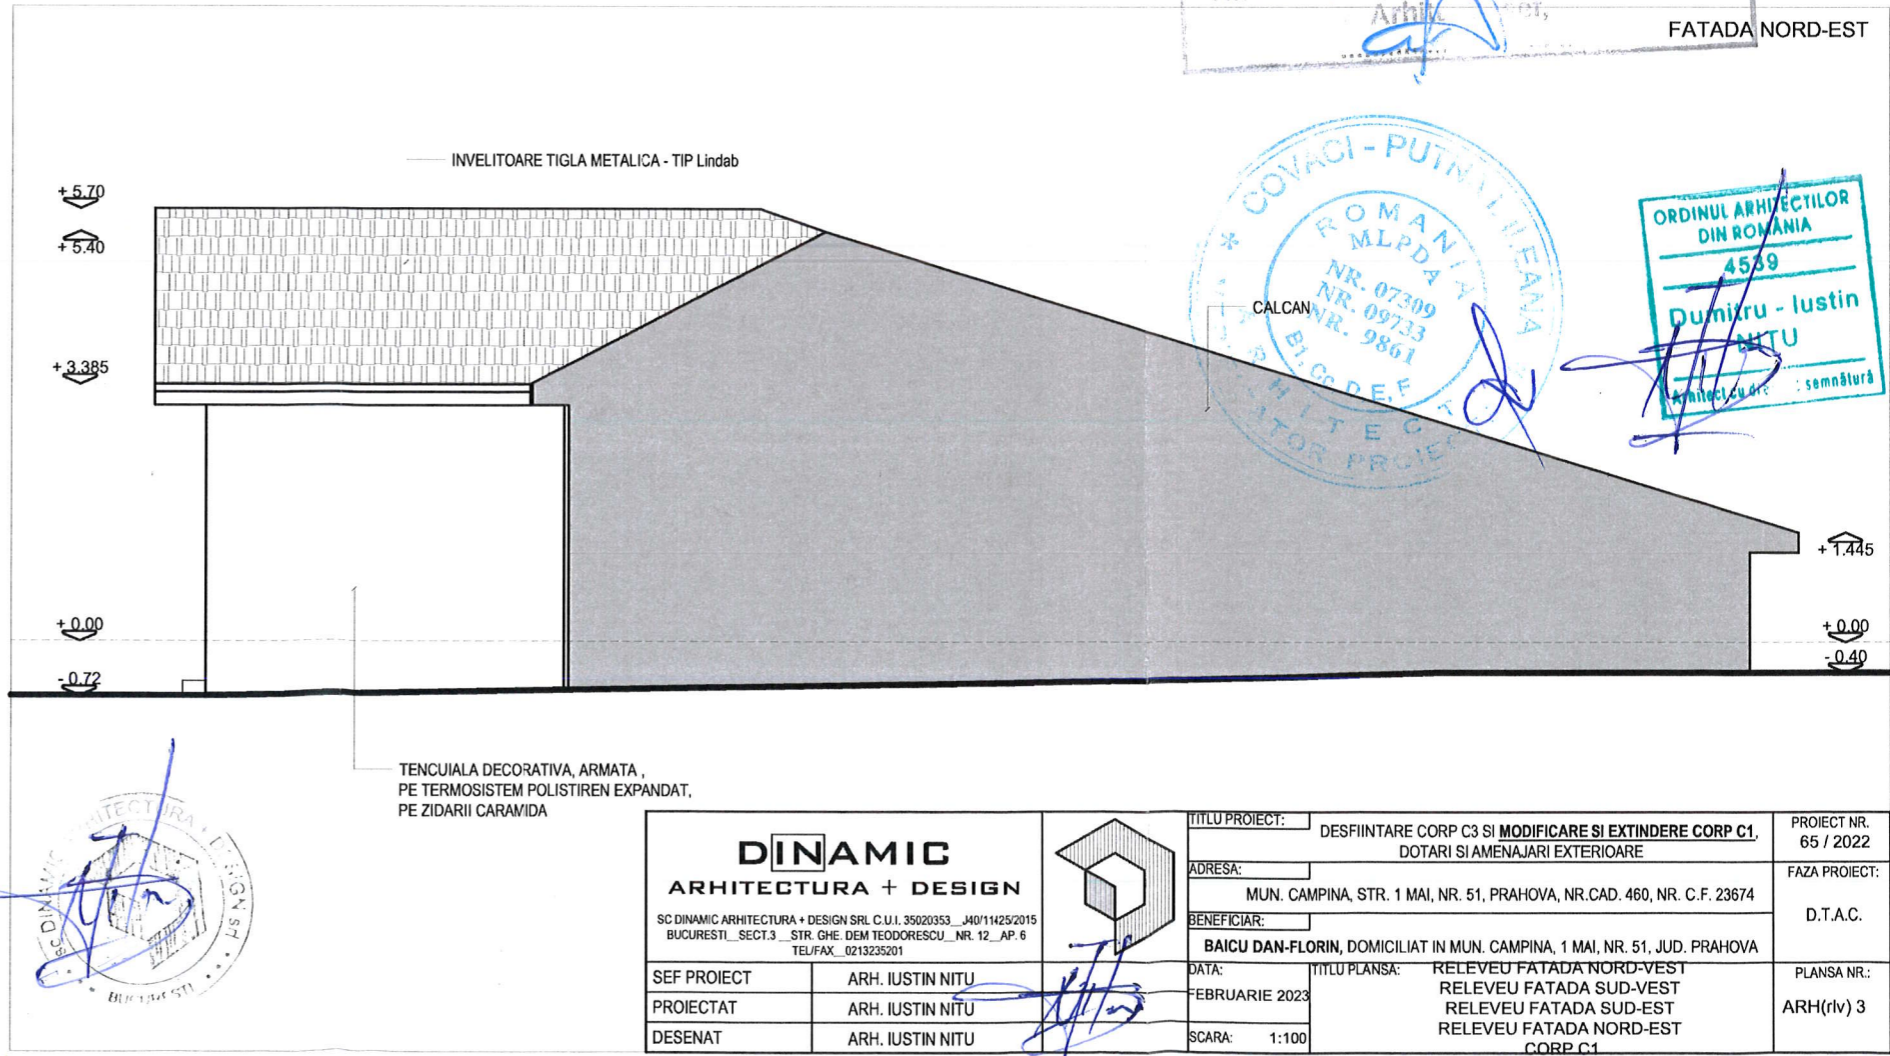 FATADA NORD-EST
INVELITOARE TIGLA METALICA - TIP Lindab
+ 5.70
+ 5.40
+ 3.385
+ 0.00
- 0.72
CALCAN
+ 1.445
+ 0.00
- 0.40
COVACI - PUTN
ROMANIA
MLPDA
NR. 07309
NR. 09733
NR. 9861
B1, Cc, D, E, F
ARHITECT
ORDINUL ARHITECTILOR
DIN ROMÂNIA
4539
Dumitru - Iustin
NITU
Arhitect cu semnătură
TENCUIALA DECORATIVA, ARMATA ,
PE TERMOSISTEM POLISTIREN EXPANDAT,
PE ZIDARII CARAMIDA
DINAMIC
ARHITECTURA + DESIGN
SC DINAMIC ARHITECTURA + DESIGN SRL C.U.I. 35020353__J40/11425/2015
BUCURESTI__SECT.3__STR. GHE. DEM TEODORESCU__NR. 12__AP. 6
TEL/FAX__0213235201
SEF PROIECT ARH. IUSTIN NITU
PROIECTAT ARH. IUSTIN NITU
DESENAT ARH. IUSTIN NITU
TITLU PROIECT:
DESFIINTARE CORP C3 SI MODIFICARE SI EXTINDERE CORP C1,
DOTARI SI AMENAJARI EXTERIOARE
ADRESA:
MUN. CAMPINA, STR. 1 MAI, NR. 51, PRAHOVA, NR.CAD. 460, NR. C.F. 23674
BENEFICIAR:
BAICU DAN-FLORIN, DOMICILIAT IN MUN. CAMPINA, 1 MAI, NR. 51, JUD. PRAHOVA
DATA:
FEBRUARIE 2023
SCARA: 1:100
TITLU PLANSA:
RELEVEU FATADA NORD-VEST
RELEVEU FATADA SUD-VEST
RELEVEU FATADA SUD-EST
RELEVEU FATADA NORD-EST
CORP C1
PROIECT NR.
65 / 2022
FAZA PROIECT:
D.T.A.C.
PLANSA NR.:
ARH(rlv) 3